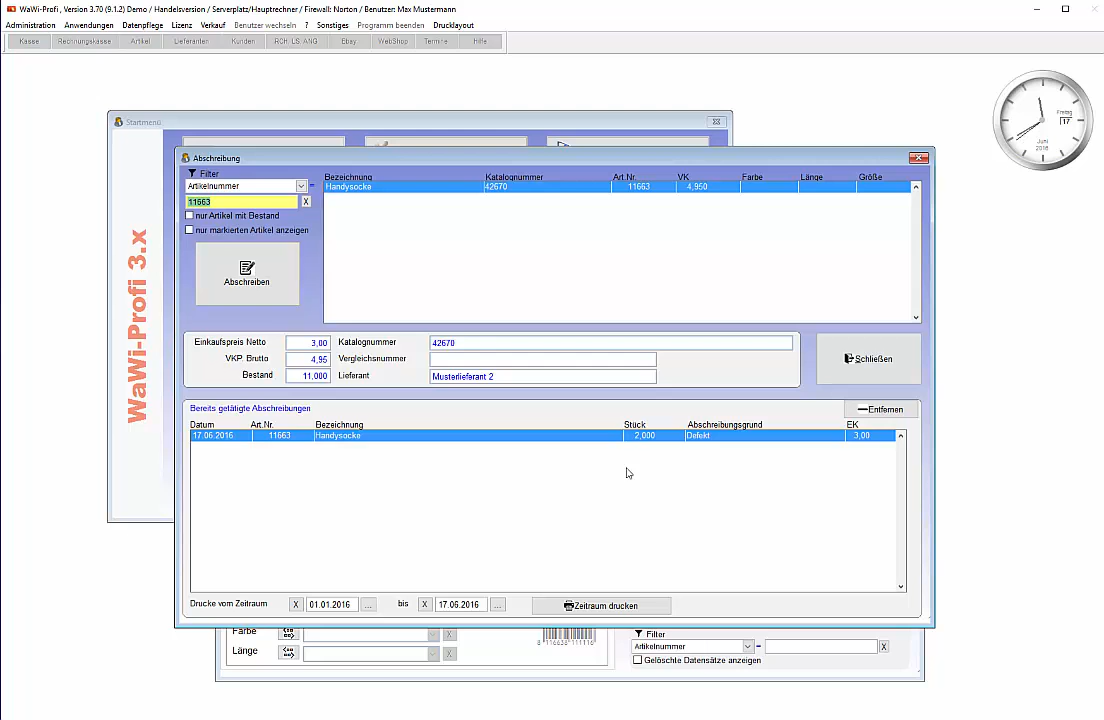 WaWi-Profi , Version 3.70 (9.1.2) Demo / Handelsversion / Serverplatz/Hauptrechner / Firewall: Norton / Benutzer: Max Mustermann
Administration Anwendungen Datenpflege Lizenz Verkauf Benutzer wechseln ? Sonstiges Programm beenden Drucklayout
Kasse Rechnungskasse Artikel Lieferanten Kunden RCH, LS, ANG Ebay WebShop Termine Hilfe
Freitag
17
Juni
2016
Startmenü
WaWi-Profi 3.x
Abschreibung
Filter
Artikelnummer =
11663 X
nur Artikel mit Bestand
nur markierten Artikel anzeigen
Abschreiben
Bezeichnung Katalognummer Art.Nr. VK Farbe Länge Größe
Handysocke 42670 11663 4,950
Einkaufspreis Netto 3,00 Katalognummer 42670
VKP. Brutto 4,95 Vergleichsnummer
Bestand 11,000 Lieferant Musterlieferant 2
Schließen
Bereits getätigte Abschreibungen
Entfernen
Datum Art.Nr. Bezeichnung Stück Abschreibungsgrund EK
17.06.2016 11663 Handysocke 2,000 Defekt 3,00
Drucke vom Zeitraum X 01.01.2016 ... bis X 17.06.2016 ... Zeitraum drucken
Farbe X
Länge X
Filter
Artikelnummer = X
Gelöschte Datensätze anzeigen